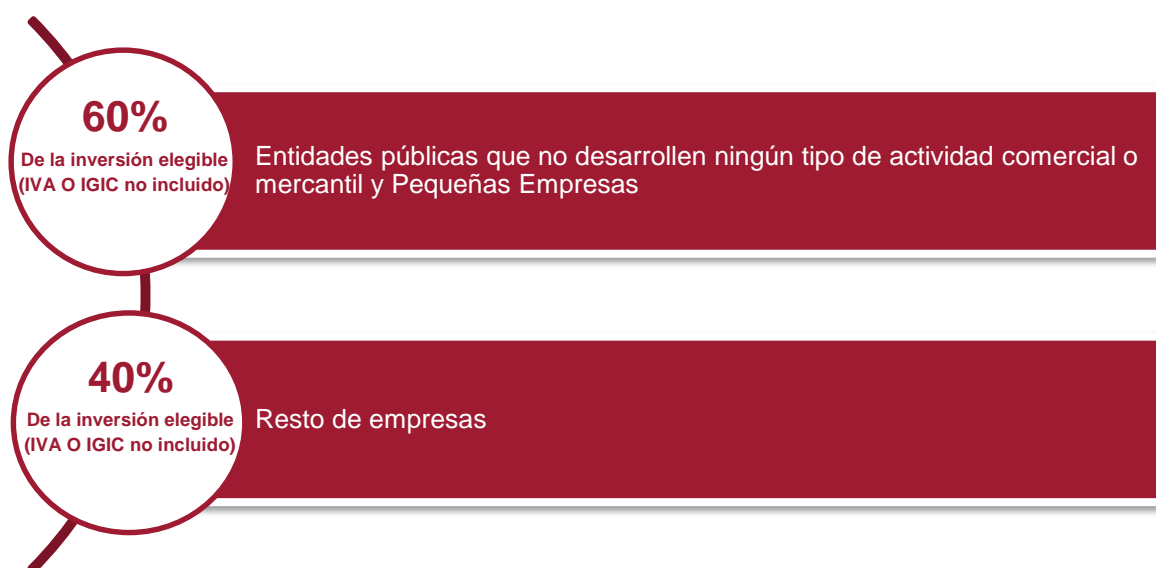 60%
De la inversión elegible
(IVA O IGIC no incluido)
Entidades públicas que no desarrollen ningún tipo de actividad comercial o
mercantil y Pequeñas Empresas
40%
De la inversión elegible
(IVA O IGIC no incluido)
Resto de empresas